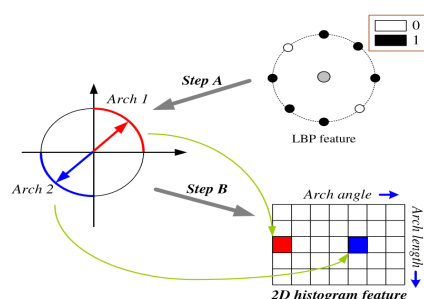 0
1
Step A
Arch 1
LBP feature
Arch 2
Step B
Arch angle
Arch length
2D histogram feature